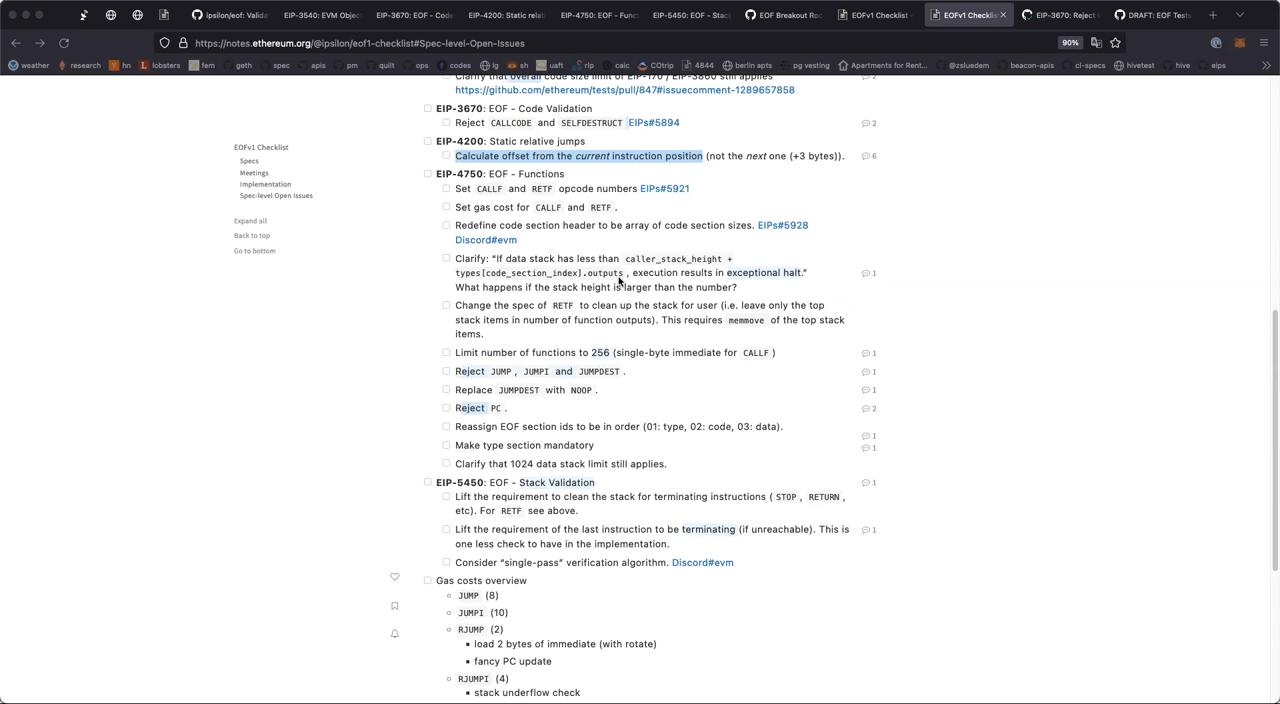 ipsilon/eof: Valida
EIP-3540: EVM Objec
EIP-3670: EOF - Code
EIP-4200: Static relati
EIP-4750: EOF - Func
EIP-5450: EOF - Stac
EOF Breakout Roo
EOFv1 Checklist -
EOFv1 Checklis
EIP-3670: Reject
DRAFT: EOF Tests
https://notes.ethereum.org/@ipsilon/eof1-checklist#Spec-level-Open-Issues
90%
weather research hn lobsters fem geth spec apis pm quilt ops codes lg sh uaft rlp calc C0trip 4844 berlin apts pg vesting Apartments for Rent... @zsluedem beacon-apis cl-specs hivetest hive eips
EOFv1 Checklist
Specs
Meetings
Implementation
Spec-level Open Issues
Expand all
Back to top
Go to bottom
Clarify that overall code size limit of EIP-170 / EIP-3860 still applies 2
https://github.com/ethereum/tests/pull/847#issuecomment-1289657858
EIP-3670: EOF - Code Validation
Reject CALLCODE and SELFDESTRUCT EIPs#5894 2
EIP-4200: Static relative jumps
Calculate offset from the current instruction position (not the next one (+3 bytes)). 6
EIP-4750: EOF - Functions
Set CALLF and RETF opcode numbers EIPs#5921
Set gas cost for CALLF and RETF.
Redefine code section header to be array of code section sizes. EIPs#5928
Discord#evm
Clarify: “If data stack has less than caller_stack_height +
types[code_section_index].outputs, execution results in exceptional halt.” 1
What happens if the stack height is larger than the number?
Change the spec of RETF to clean up the stack for user (i.e. leave only the top
stack items in number of function outputs). This requires memmove of the top stack
items.
Limit number of functions to 256 (single-byte immediate for CALLF) 1
Reject JUMP, JUMPI and JUMPDEST. 1
Replace JUMPDEST with NOOP. 1
Reject PC. 2
Reassign EOF section ids to be in order (01: type, 02: code, 03: data). 1
Make type section mandatory 1
Clarify that 1024 data stack limit still applies.
EIP-5450: EOF - Stack Validation 1
Lift the requirement to clean the stack for terminating instructions (STOP, RETURN,
etc). For RETF see above.
Lift the requirement of the last instruction to be terminating (if unreachable). This is 1
one less check to have in the implementation.
Consider “single-pass” verification algorithm. Discord#evm
Gas costs overview
JUMP (8)
JUMPI (10)
RJUMP (2)
load 2 bytes of immediate (with rotate)
fancy PC update
RJUMPI (4)
stack underflow check